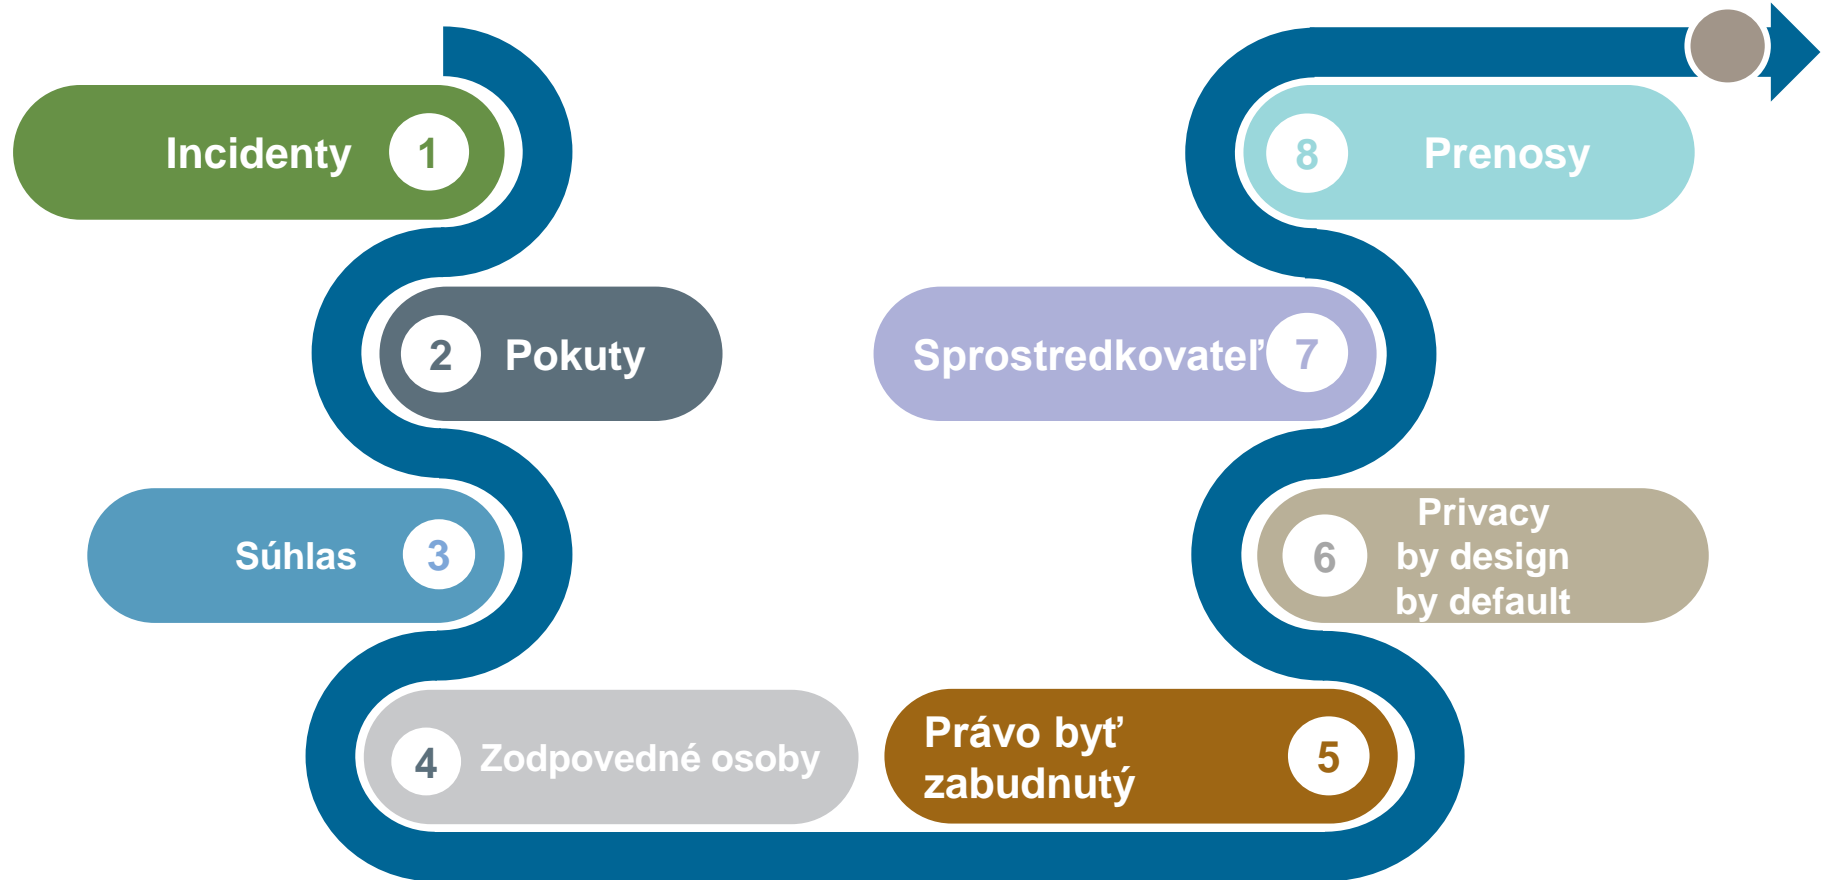 Incidenty 1
2 Pokuty
Súhlas 3
4 Zodpovedné osoby
Právo byť
zabudnutý
5
Privacy
by design
by default
6
Sprostredkovateľ 7
8 Prenosy